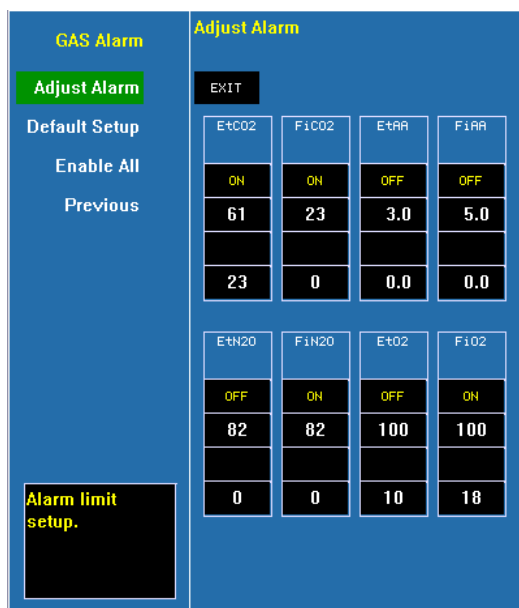 GAS Alarm
Adjust Alarm
Default Setup
Enable All
Previous
Alarm limit
setup.
Adjust Alarm
EXIT
EtCO2 FiCO2 EtAA FiAA
ON ON OFF OFF
61 23 3.0 5.0
23 0 0.0 0.0
EtN2O FiN2O EtO2 FiO2
OFF ON OFF ON
82 82 100 100
0 0 10 18